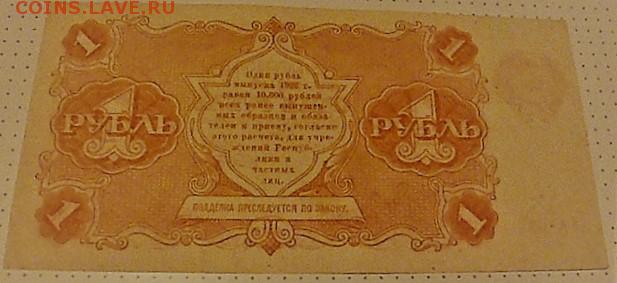 COINS.LAVE.RU
1
1
Один рубль
выпуска 1922 г.
равен 10.000 рублей
всех ранее выпущен-
ных образцов и обяза-
телен к приему, согласно
этого расчета, для учре-
ждений Респуб-
лики и
частных
лиц.
1 РУБЛЬ
1 РУБЛЬ
ПОДДЕЛКА ПРЕСЛЕДУЕТСЯ ПО ЗАКОНУ.
1
1